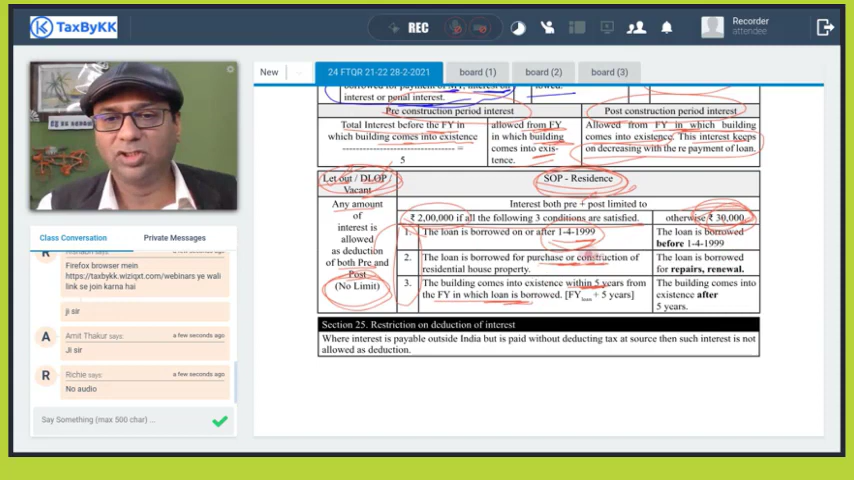 TaxByKK
REC
Recorder
attendee
New
24 FTQR 21-22 28-2-2021
board (1)
board (2)
board (3)
borrowed for payment of
interest or penal interest.
lowed.
Pre construction period interest
Post construction period interest
Total Interest before the FY in
which building comes into existence
------------------------------ =
5
allowed from FY
in which building
comes into exis-
tence.
Allowed from FY in which building
comes into existence. This interest keeps
on decreasing with the re payment of loan.
Let out / DLOP /
Vacant
SOP - Residence
Any amount
of
interest is
allowed
as deduction
of both Pre and
Post
(No Limit)
Interest both pre + post limited to
₹ 2,00,000 if all the following 3 conditions are satisfied.
otherwise ₹ 30,000
1. The loan is borrowed on or after 1-4-1999
The loan is borrowed
before 1-4-1999
2. The loan is borrowed for purchase or construction of
residential house property.
The loan is borrowed
for repairs, renewal.
3. The building comes into existence within 5 years from
the FY in which loan is borrowed. [FYloan + 5 years]
The building comes into
existence after
5 years.
Section 25. Restriction on deduction of interest
Where interest is payable outside India but is paid without deducting tax at source then such interest is not
allowed as deduction.
Class Conversation
Private Messages
R
a few seconds ago
Firefox browser mein
https://taxbykk.wiziqxt.com/webinars ye wali
link se join karna hai
ji sir
A
Amit Thakur says:
a few seconds ago
Ji sir
R
Richie says:
a few seconds ago
No audio
Say Something (max 500 char) ...